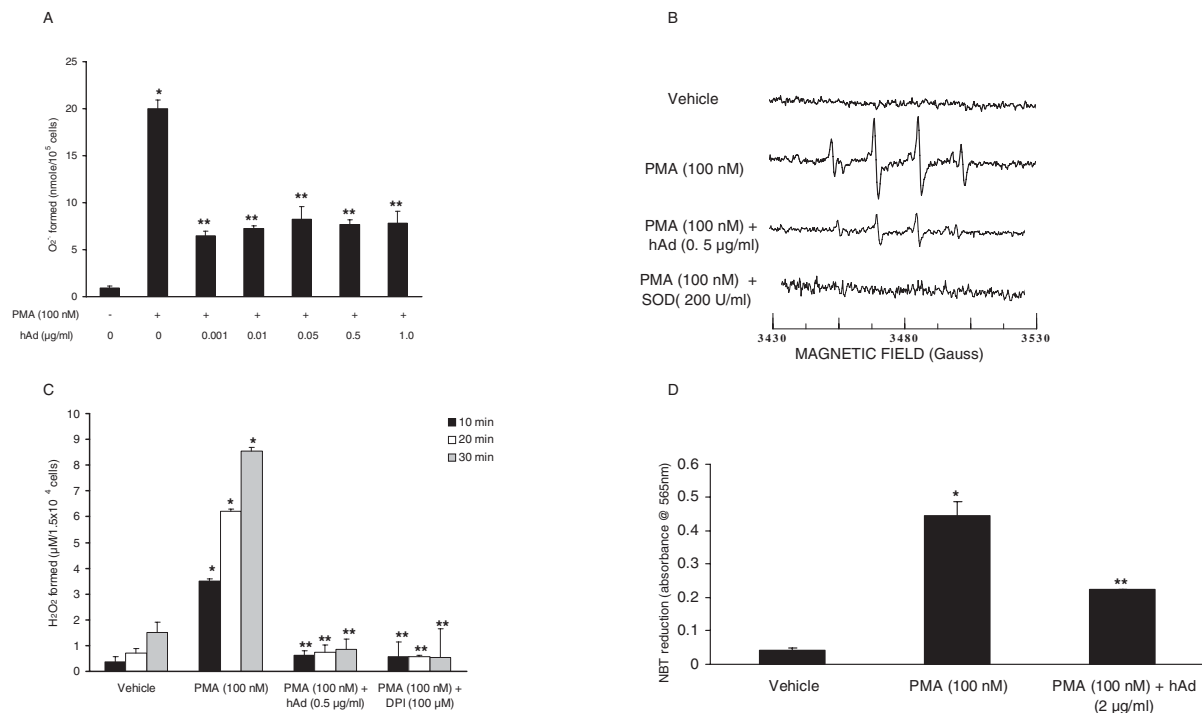 A
O₂⁻ formed (nmole/10⁵ cells)
25
20
15
10
5
0
*
**
**
**
**
**
PMA (100 nM) - + + + + + +
hAd (µg/ml) 0 0 0.001 0.01 0.05 0.5 1.0
B
Vehicle
PMA (100 nM)
PMA (100 nM) +
hAd (0. 5 µg/ml)
PMA (100 nM) +
SOD( 200 U/ml)
3430 3480 3530
MAGNETIC FIELD (Gauss)
C
H₂O₂ formed (µM/1.5x10⁻⁴ cells)
10
9
8
7
6
5
4
3
2
1
0
10 min
20 min
30 min
*
*
*
** ** **
** ** **
Vehicle
PMA (100 nM)
PMA (100 nM) +
hAd (0.5 µg/ml)
PMA (100 nM) +
DPI (100 µM)
D
NBT reduction (absorbance @ 565nm)
0.6
0.5
0.4
0.3
0.2
0.1
0
*
**
Vehicle
PMA (100 nM)
PMA (100 nM) + hAd
(2 µg/ml)